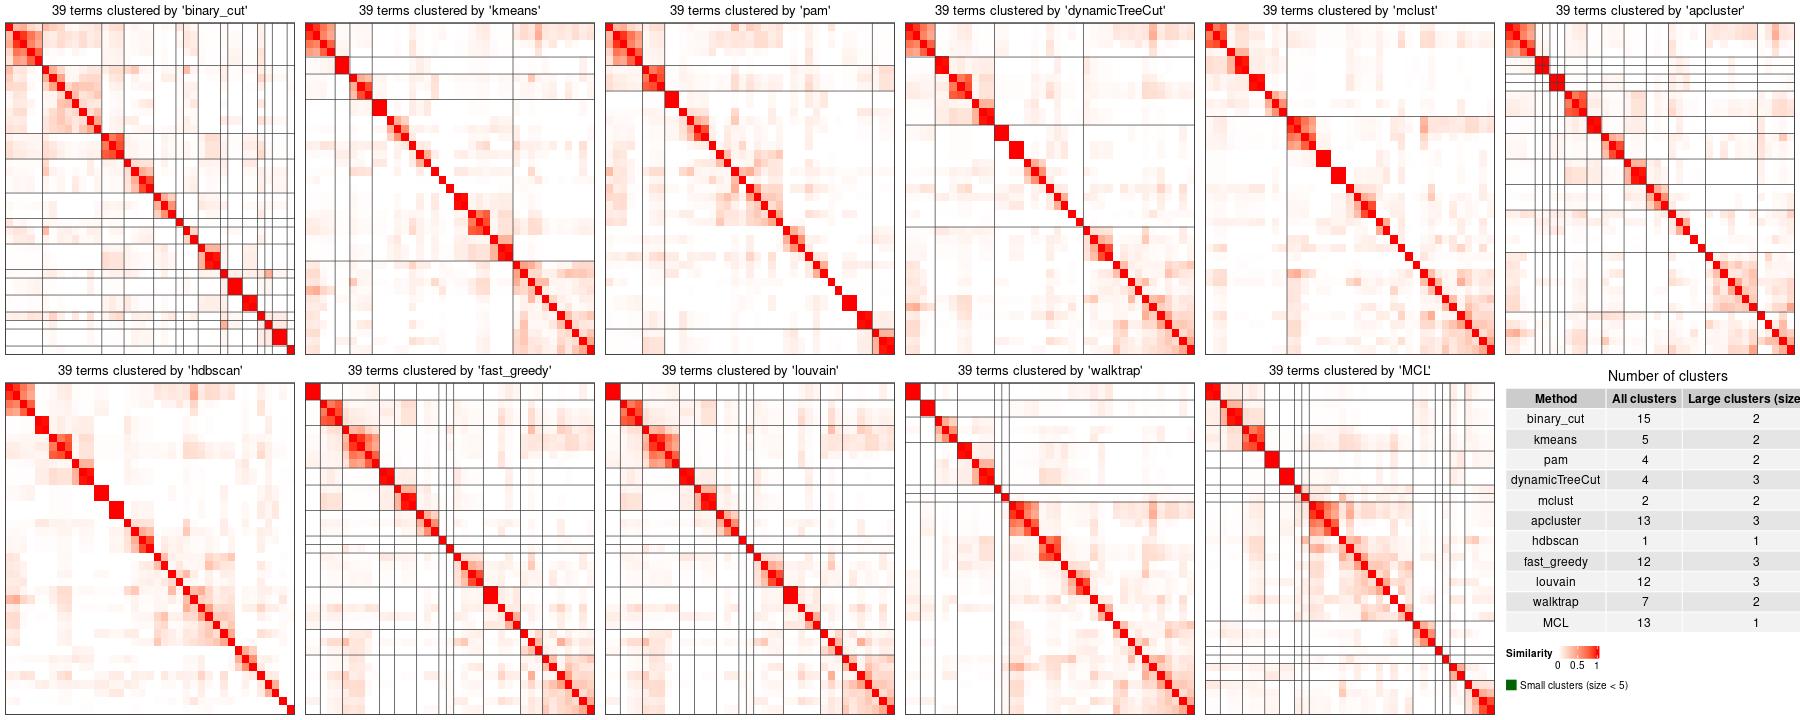 39 terms clustered by 'binary_cut'
39 terms clustered by 'kmeans'
39 terms clustered by 'pam'
39 terms clustered by 'dynamicTreeCut'
39 terms clustered by 'mclust'
39 terms clustered by 'apcluster'
39 terms clustered by 'hdbscan'
39 terms clustered by 'fast_greedy'
39 terms clustered by 'louvain'
39 terms clustered by 'walktrap'
39 terms clustered by 'MCL'
Number of clusters
Method All clusters Large clusters (size
binary_cut 15 2
kmeans 5 2
pam 4 2
dynamicTreeCut 4 3
mclust 2 2
apcluster 13 3
hdbscan 1 1
fast_greedy 12 3
louvain 12 3
walktrap 7 2
MCL 13 1
Similarity
0 0.5 1
Small clusters (size < 5)